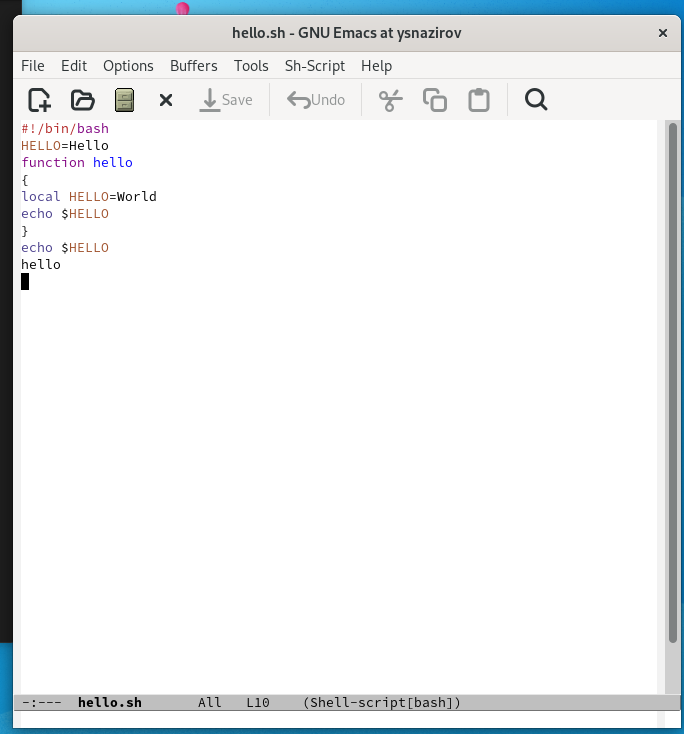 hello.sh - GNU Emacs at ysnazirov
File Edit Options Buffers Tools Sh-Script Help
Save Undo
#!/bin/bash
HELLO=Hello
function hello
{
local HELLO=World
echo $HELLO
}
echo $HELLO
hello
-:--- hello.sh All L10 (Shell-script[bash])